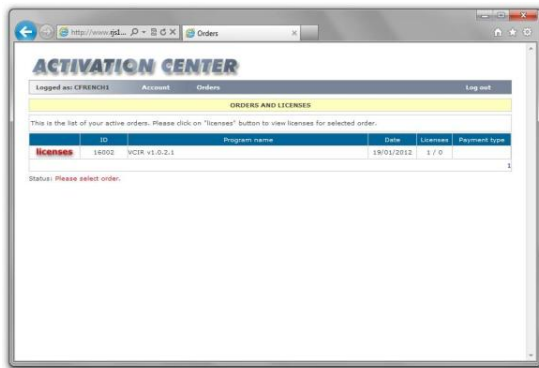 http://www.ejs1...
Orders
ACTIVATION CENTER
Logged as: CFRENCH1 Account Orders Log out
ORDERS AND LICENSES
This is the list of your active orders. Please click on "licenses" button to view licenses for selected order.
ID Program name Date Licenses Payment type
licenses 16002 VCIR v1.0.2.1 19/01/2012 1 / 0
1
Status: Please select order.